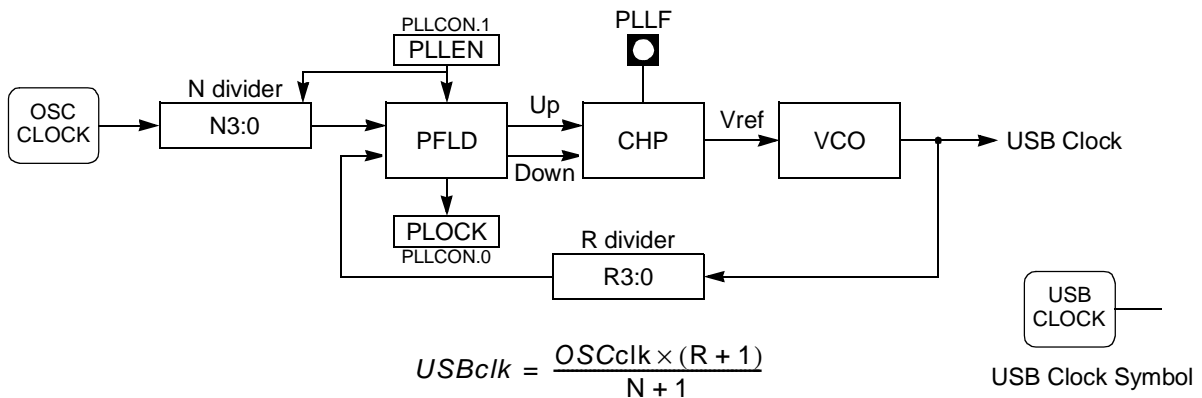 PLLCON.1
PLLEN
PLLF
OSC
CLOCK
N divider
N3:0
PFLD
Up
Down
CHP
Vref
VCO
USB Clock
PLOCK
PLLCON.0
R divider
R3:0
USB
CLOCK
USB Clock Symbol
USBclk = OSCclk × (R + 1)
N + 1